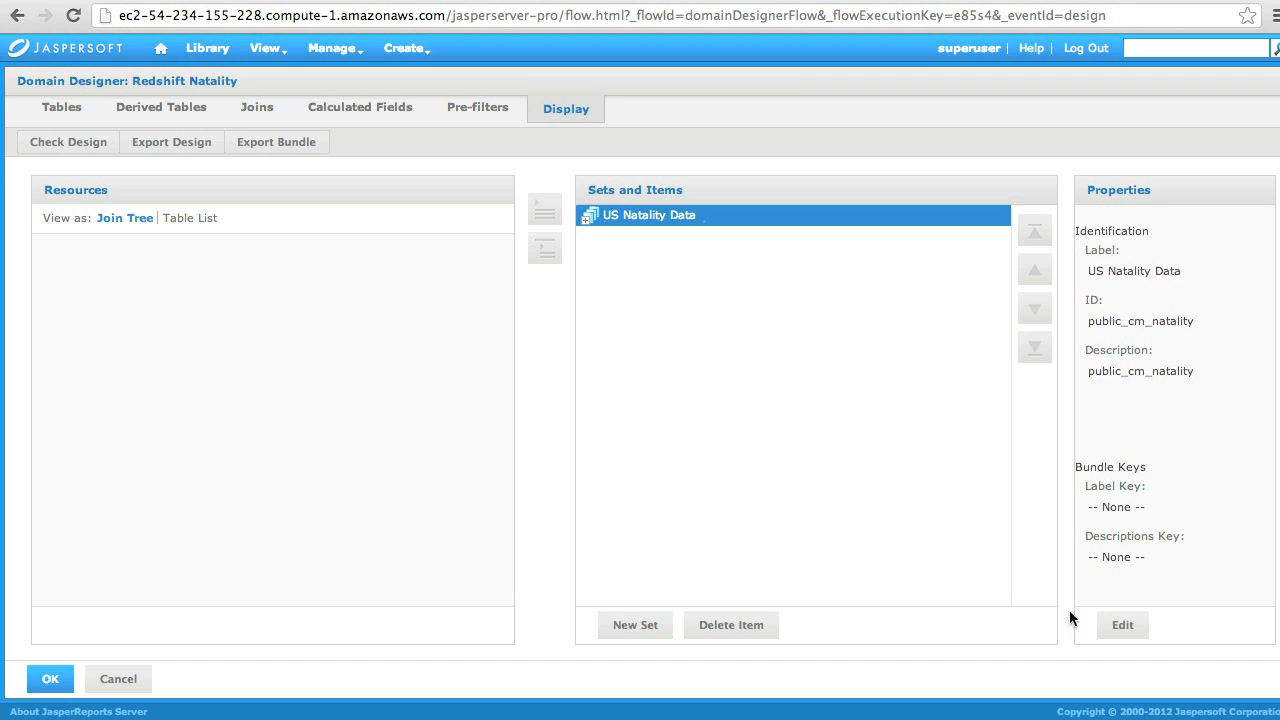 ec2-54-234-155-228.compute-1.amazonaws.com/jasperserver-pro/flow.html?_flowId=domainDesignerFlow&_flowExecutionKey=e85s4&_eventId=design
JASPERSOFT Library View Manage Create superuser Help Log Out
Domain Designer: Redshift Natality
Tables Derived Tables Joins Calculated Fields Pre-filters Display
Check Design Export Design Export Bundle
Resources
View as: Join Tree Table List
Sets and Items
US Natality Data
New Set Delete Item
Properties
Identification
Label:
US Natality Data
ID:
public_cm_natality
Description:
public_cm_natality
Bundle Keys
Label Key:
-- None --
Descriptions Key:
-- None --
Edit
OK Cancel
About JasperReports Server Copyright © 2000-2012 Jaspersoft Corporatio